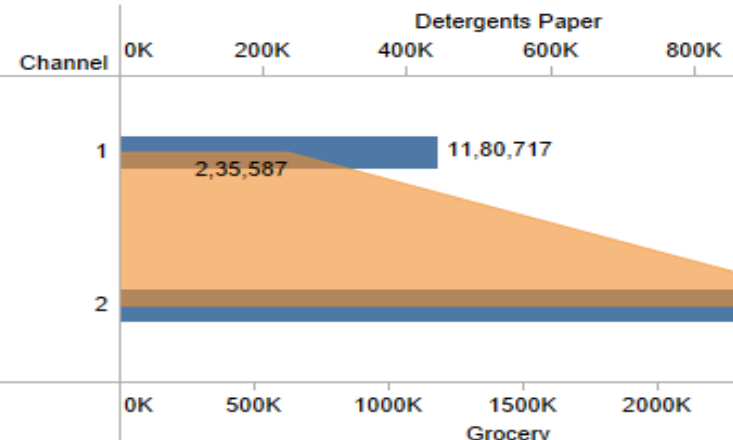 Detergents Paper
Channel 0K 200K 400K 600K 800K
1 11,80,717
2,35,587
2
0K 500K 1000K 1500K 2000K
Grocery